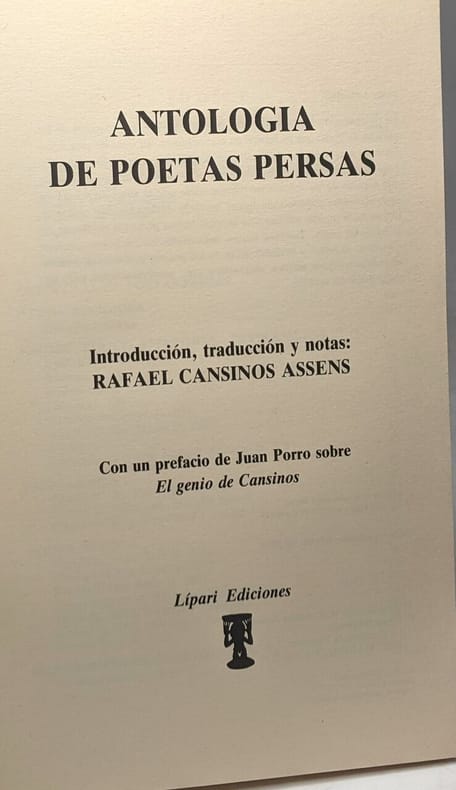 ANTOLOGIA
DE POETAS PERSAS
Introducción, traducción y notas:
RAFAEL CANSINOS ASSENS
Con un prefacio de Juan Porro sobre
El genio de Cansinos
Lípari Ediciones